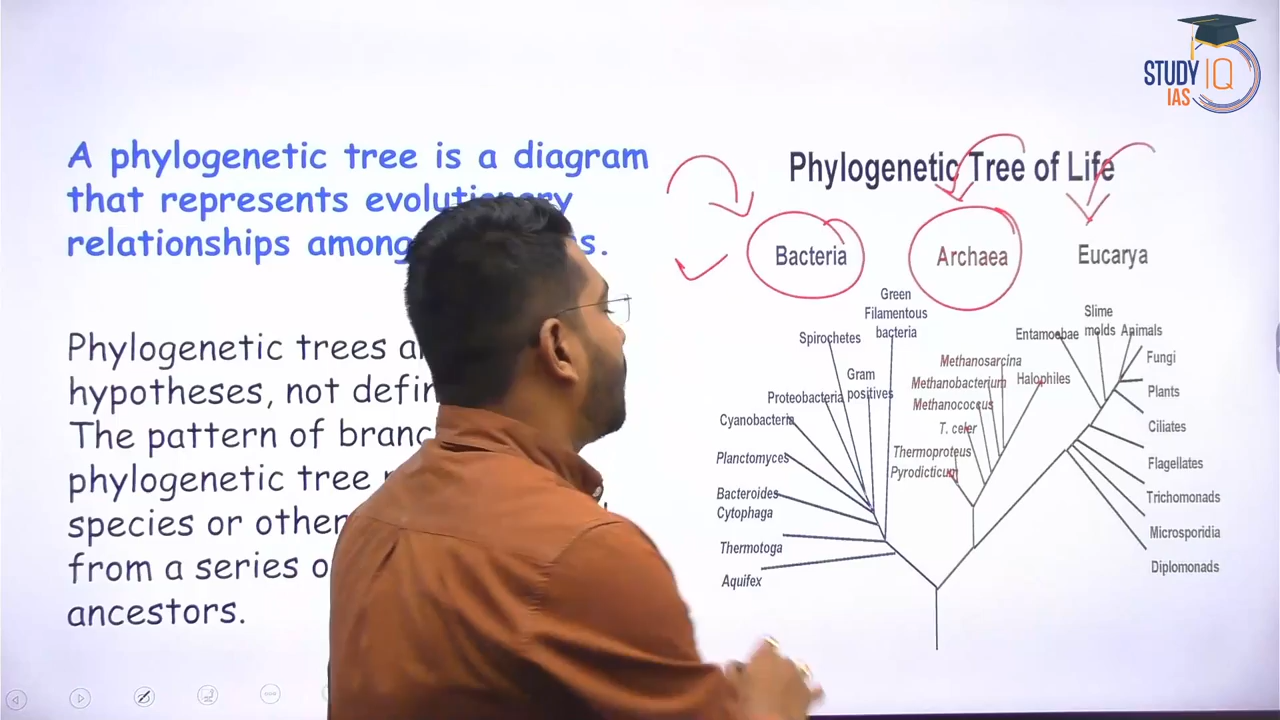 STUDY IQ
IAS
A phylogenetic tree is a diagram
that represents evolutionary
relationships among
Phylogenetic trees
hypotheses, not
The pattern of
phylogenetic tree
species or other
from a series
ancestors.
Phylogenetic Tree of Life
Bacteria
Archaea
Eucarya
Green
Filamentous
bacteria
Spirochetes
Gram
positives
Proteobacteria
Cyanobacteria
Planctomyces
Bacteroides
Cytophaga
Thermotoga
Aquifex
Methanosarcina
Methanobacterium
Halophiles
Methanococcus
T. celer
Thermoproteus
Pyrodicticum
Entamoebae
Slime
molds
Animals
Fungi
Plants
Ciliates
Flagellates
Trichomonads
Microsporidia
Diplomonads